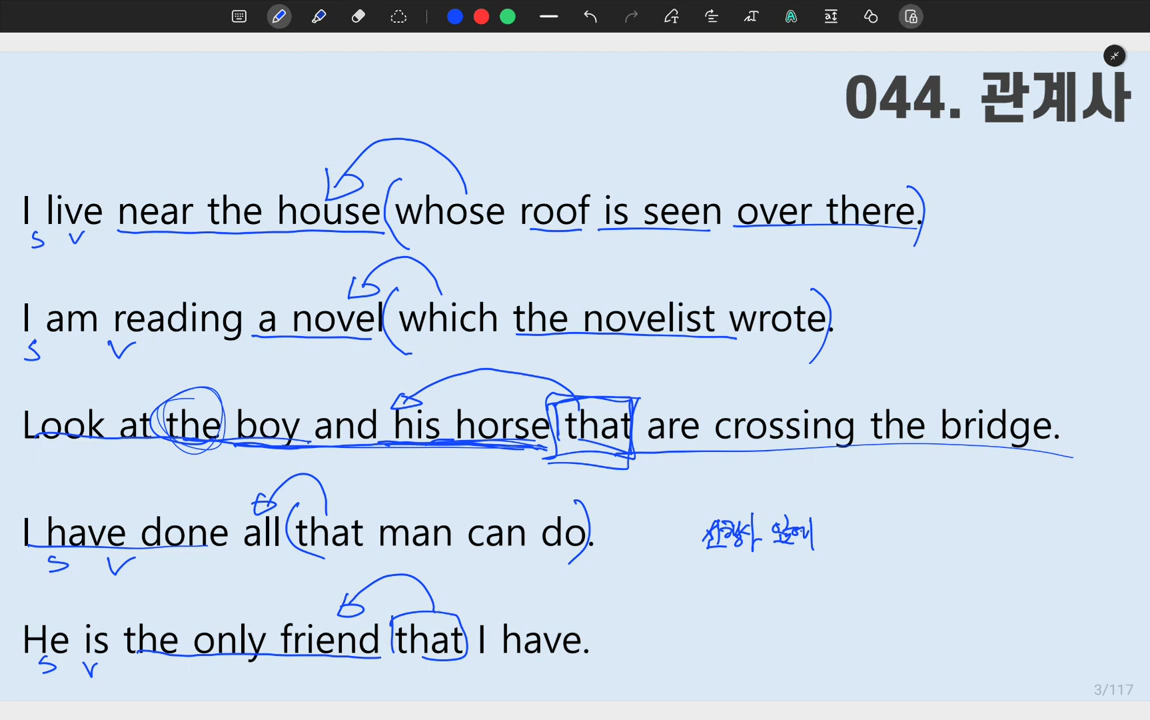 044. 관계사
I live near the house whose roof is seen over there.
S V
I am reading a novel which the novelist wrote.
S V
Look at the boy and his horse that are crossing the bridge.
I have done all that man can do. 선행사 앞에
S V
He is the only friend that I have.
S V
3/117